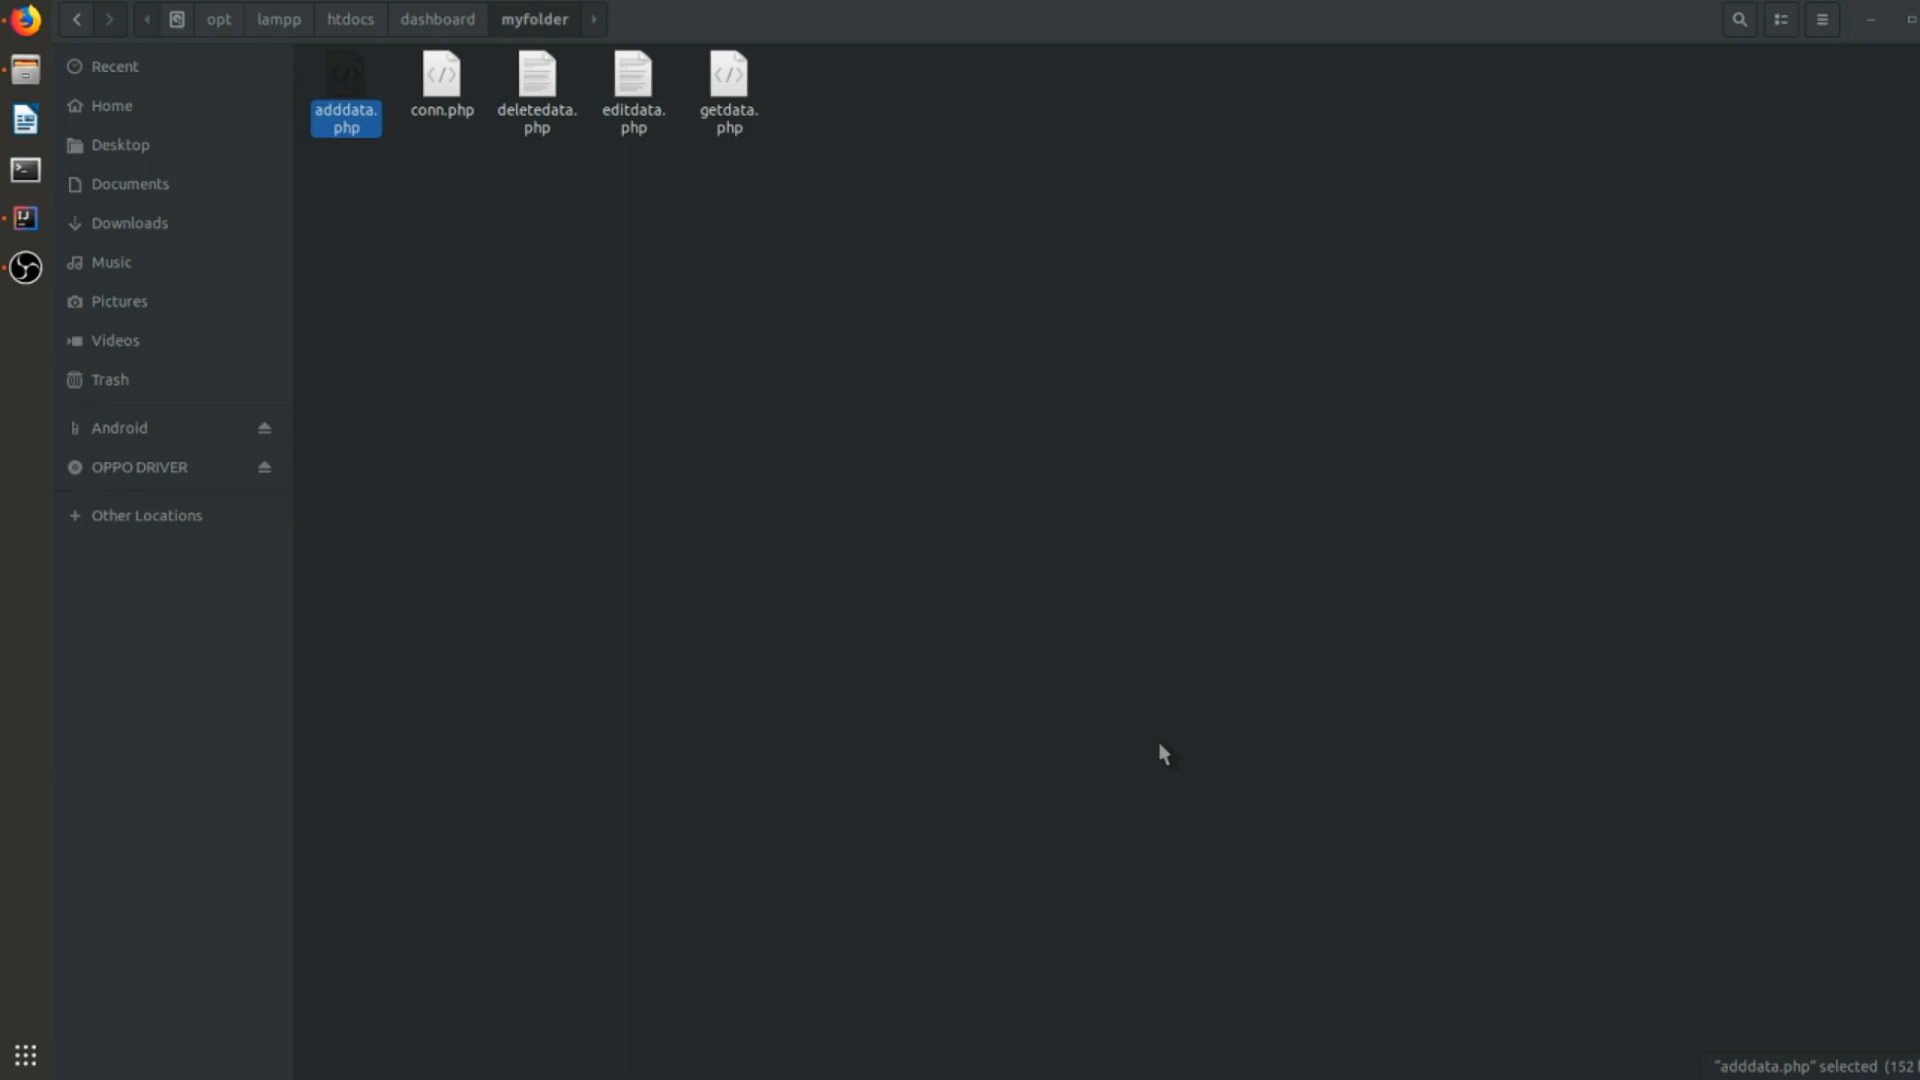 opt
lampp
htdocs
dashboard
myfolder
Recent
Home
Desktop
Documents
Downloads
Music
Pictures
Videos
Trash
Android
OPPO DRIVER
Other Locations
adddata.
php
conn.php
deletedata.
php
editdata.
php
getdata.
php
"adddata.php" selected (152